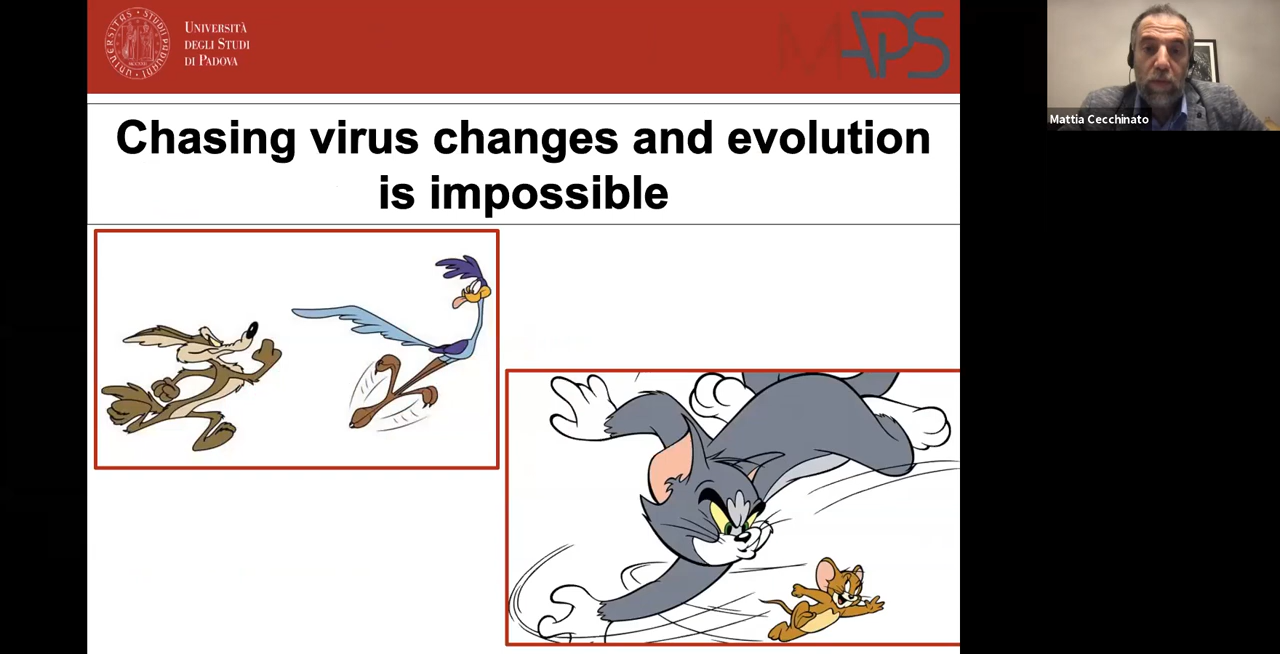 UNIVERSITÀ
DEGLI STUDI
DI PADOVA
MAPS
Mattia Cecchinato
Chasing virus changes and evolution
is impossible